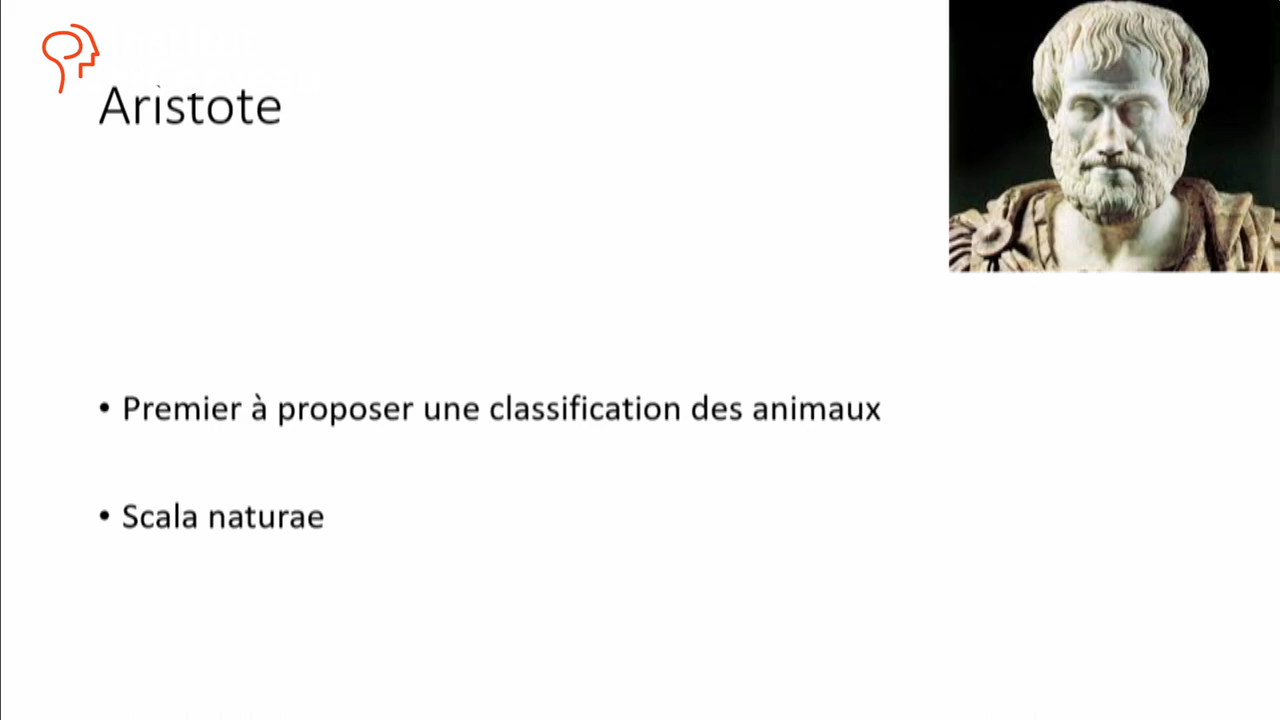 Aristote
• Premier à proposer une classification des animaux
• Scala naturae